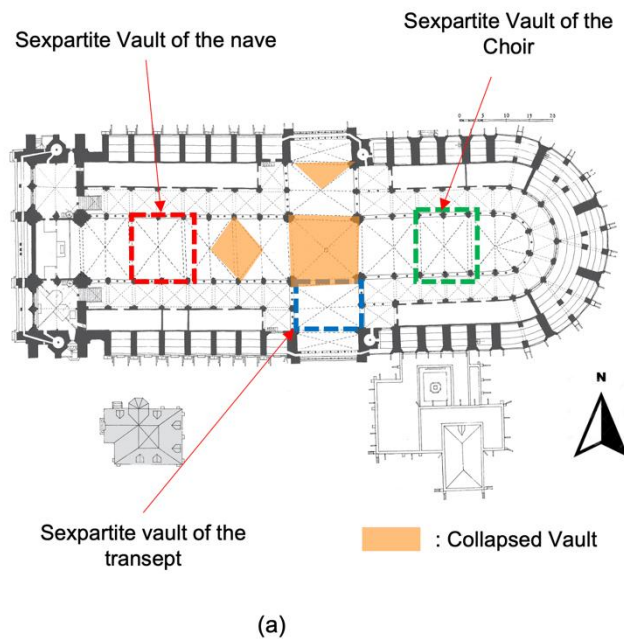 Sexpartite Vault of the nave
Sexpartite Vault of the
Choir
N
Sexpartite vault of the
transept
: Collapsed Vault
(a)